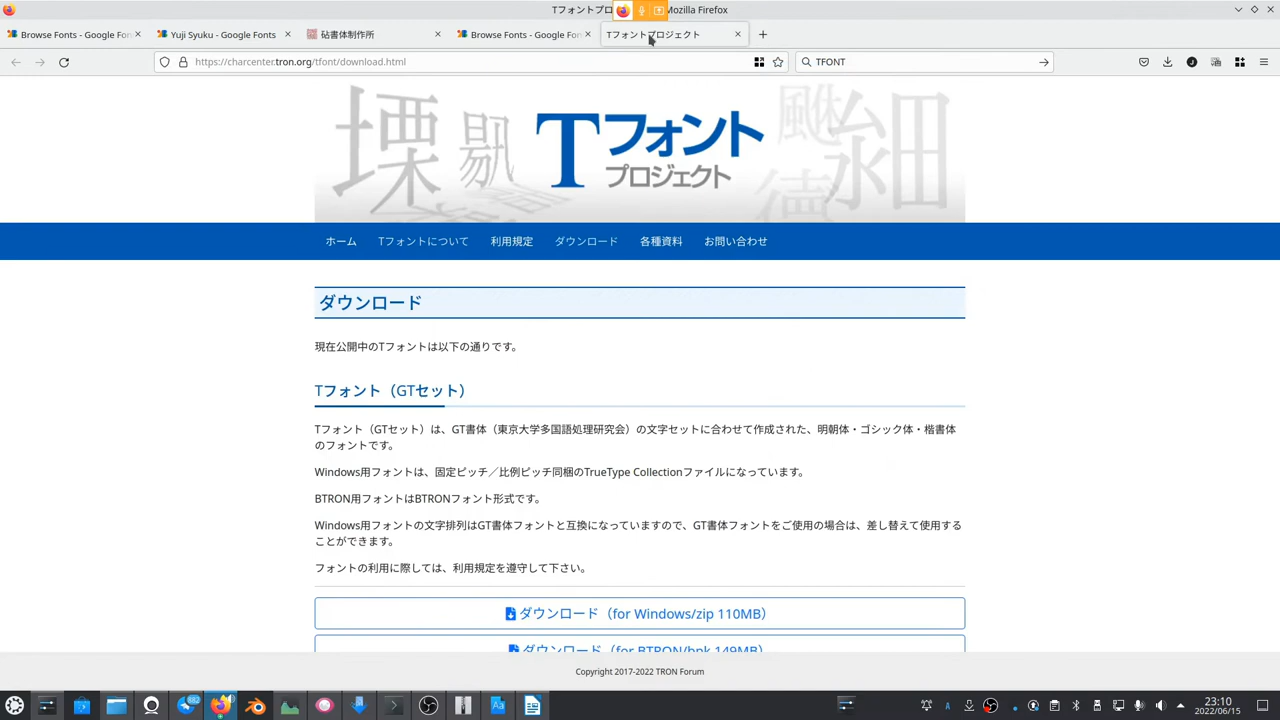 Tフォントプロ
Mozilla Firefox
Browse Fonts - Google Fon
Yuji Syuku - Google Fonts
砧書体制作所
Browse Fonts - Google Fon
Tフォントプロジェクト
https://charcenter.tron.org/tfont/download.html
TFONT
Tフォント
プロジェクト
ホーム
Tフォントについて
利用規定
ダウンロード
各種資料
お問い合わせ
ダウンロード
現在公開中のTフォントは以下の通りです。
Tフォント（GTセット）
Tフォント（GTセット）は、GT書体（東京大学多国語処理研究会）の文字セットに合わせて作成された、明朝体・ゴシック体・楷書体
のフォントです。
Windows用フォントは、固定ピッチ／比例ピッチ同梱のTrueType Collectionファイルになっています。
BTRON用フォントはBTRONフォント形式です。
Windows用フォントの文字排列はGT書体フォントと互換になっていますので、GT書体フォントをご使用の場合は、差し替えて使用する
ことができます。
フォントの利用に際しては、利用規定を遵守して下さい。
ダウンロード（for Windows/zip 110MB）
ダウンロード（for BTRON/bpk 149MB）
Copyright 2017-2022 TRON Forum
23:10
2022/06/15